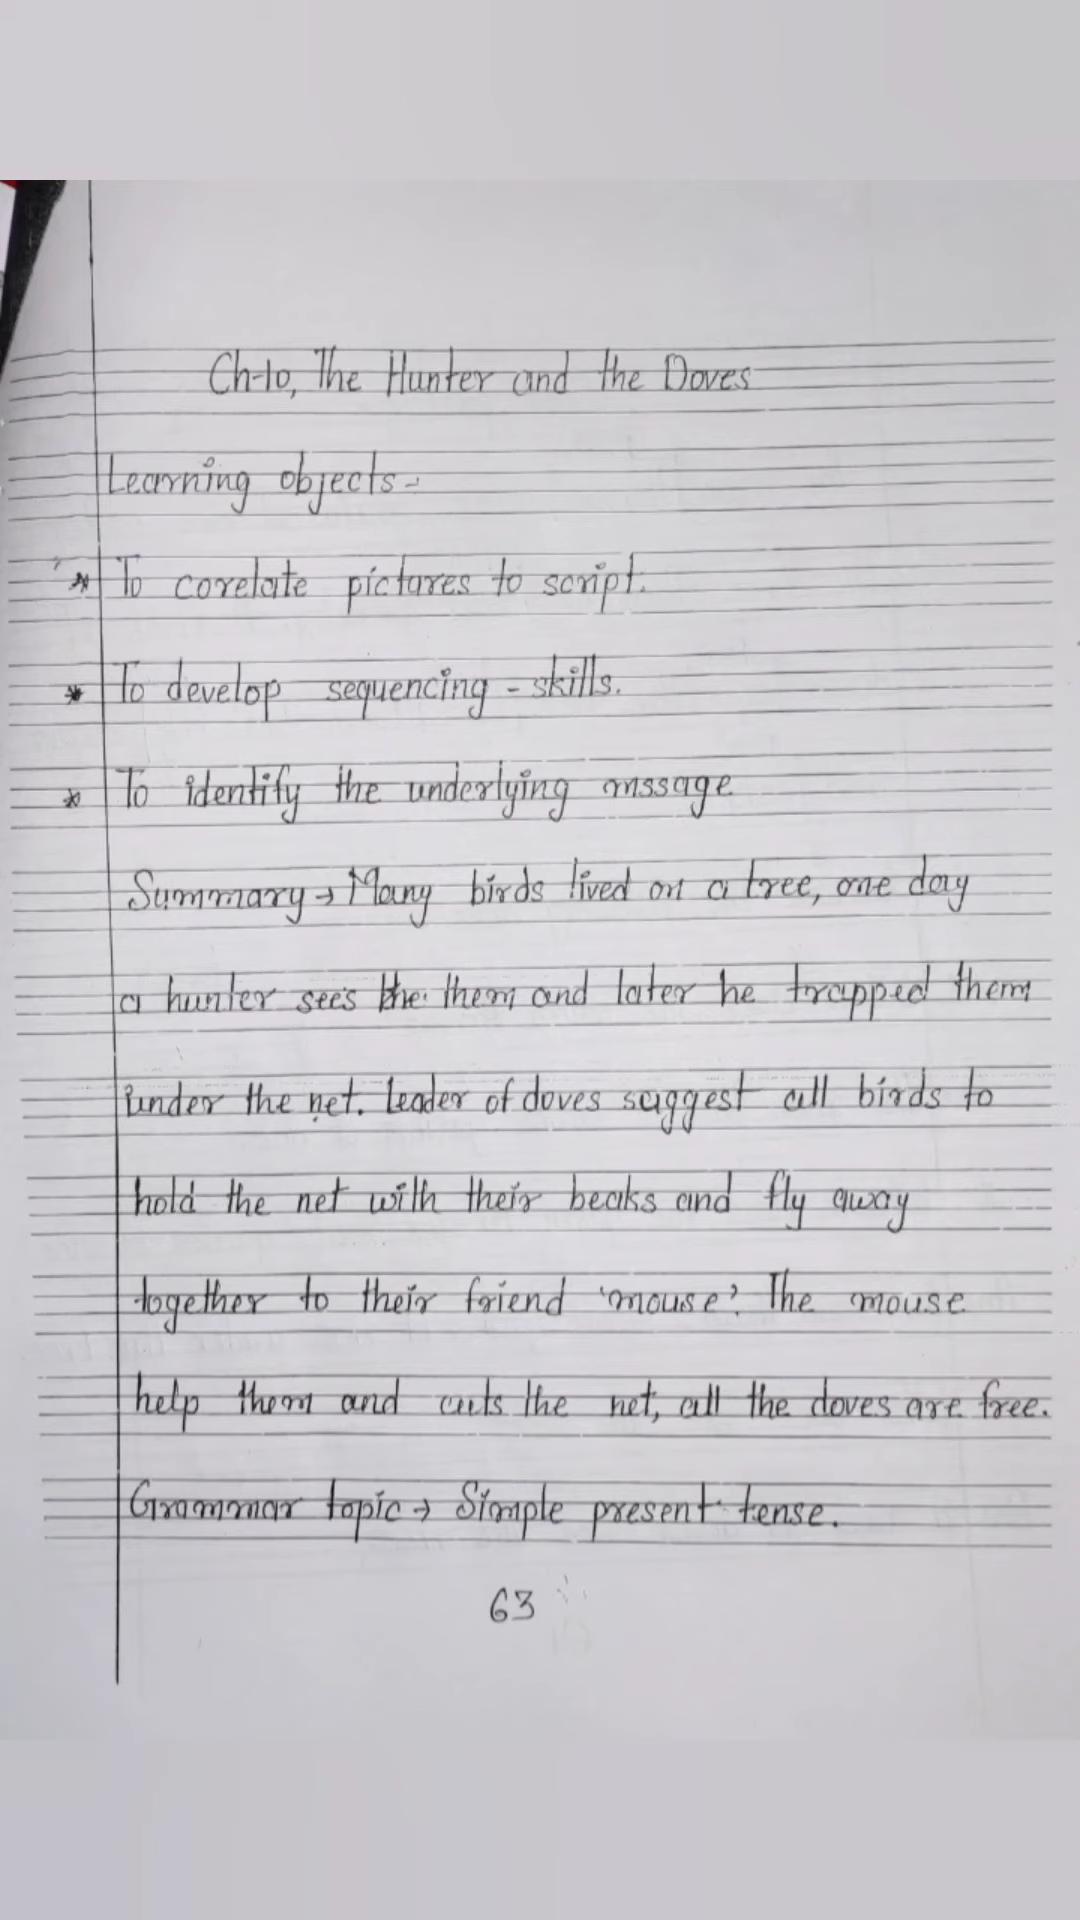 Ch-10, The Hunter and the Doves
Learning objects -
* To corelate pictures to script.
* To develop sequencing - skills.
* To identify the underlying mssage
Summary → Many birds lived on a tree, one day
a hunter sees the them and later he trapped them
under the net. leader of doves suggest all birds to
hold the net with their beaks and fly away
together to their friend 'mouse'. The mouse
help them and cuts the net, all the doves are free.
Grammar topic → Simple present tense.
63